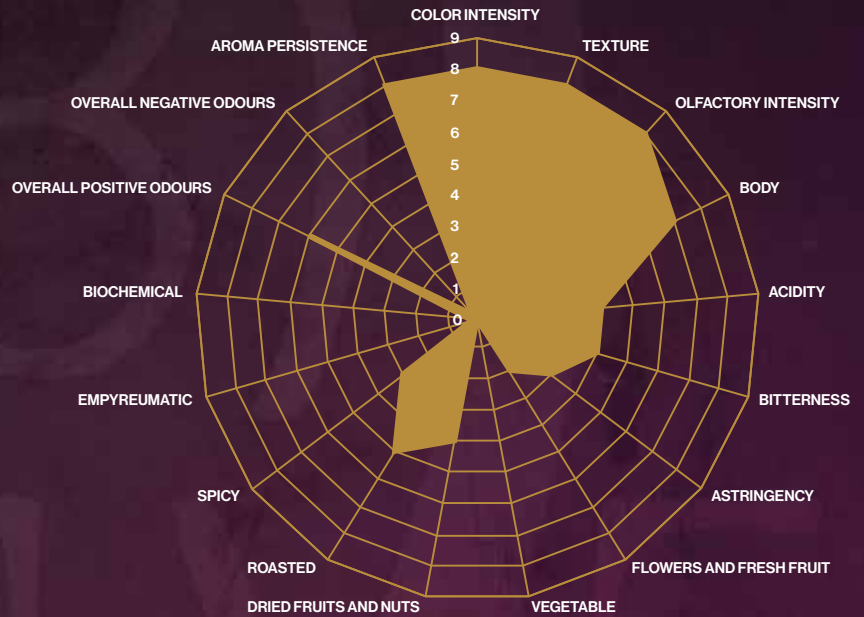 COLOR INTENSITY
TEXTURE
OLFACTORY INTENSITY
BODY
ACIDITY
BITTERNESS
ASTRINGENCY
FLOWERS AND FRESH FRUIT
VEGETABLE
DRIED FRUITS AND NUTS
ROASTED
SPICY
EMPYREUMATIC
BIOCHEMICAL
OVERALL POSITIVE ODOURS
OVERALL NEGATIVE ODOURS
AROMA PERSISTENCE
9
8
7
6
5
4
3
2
1
0